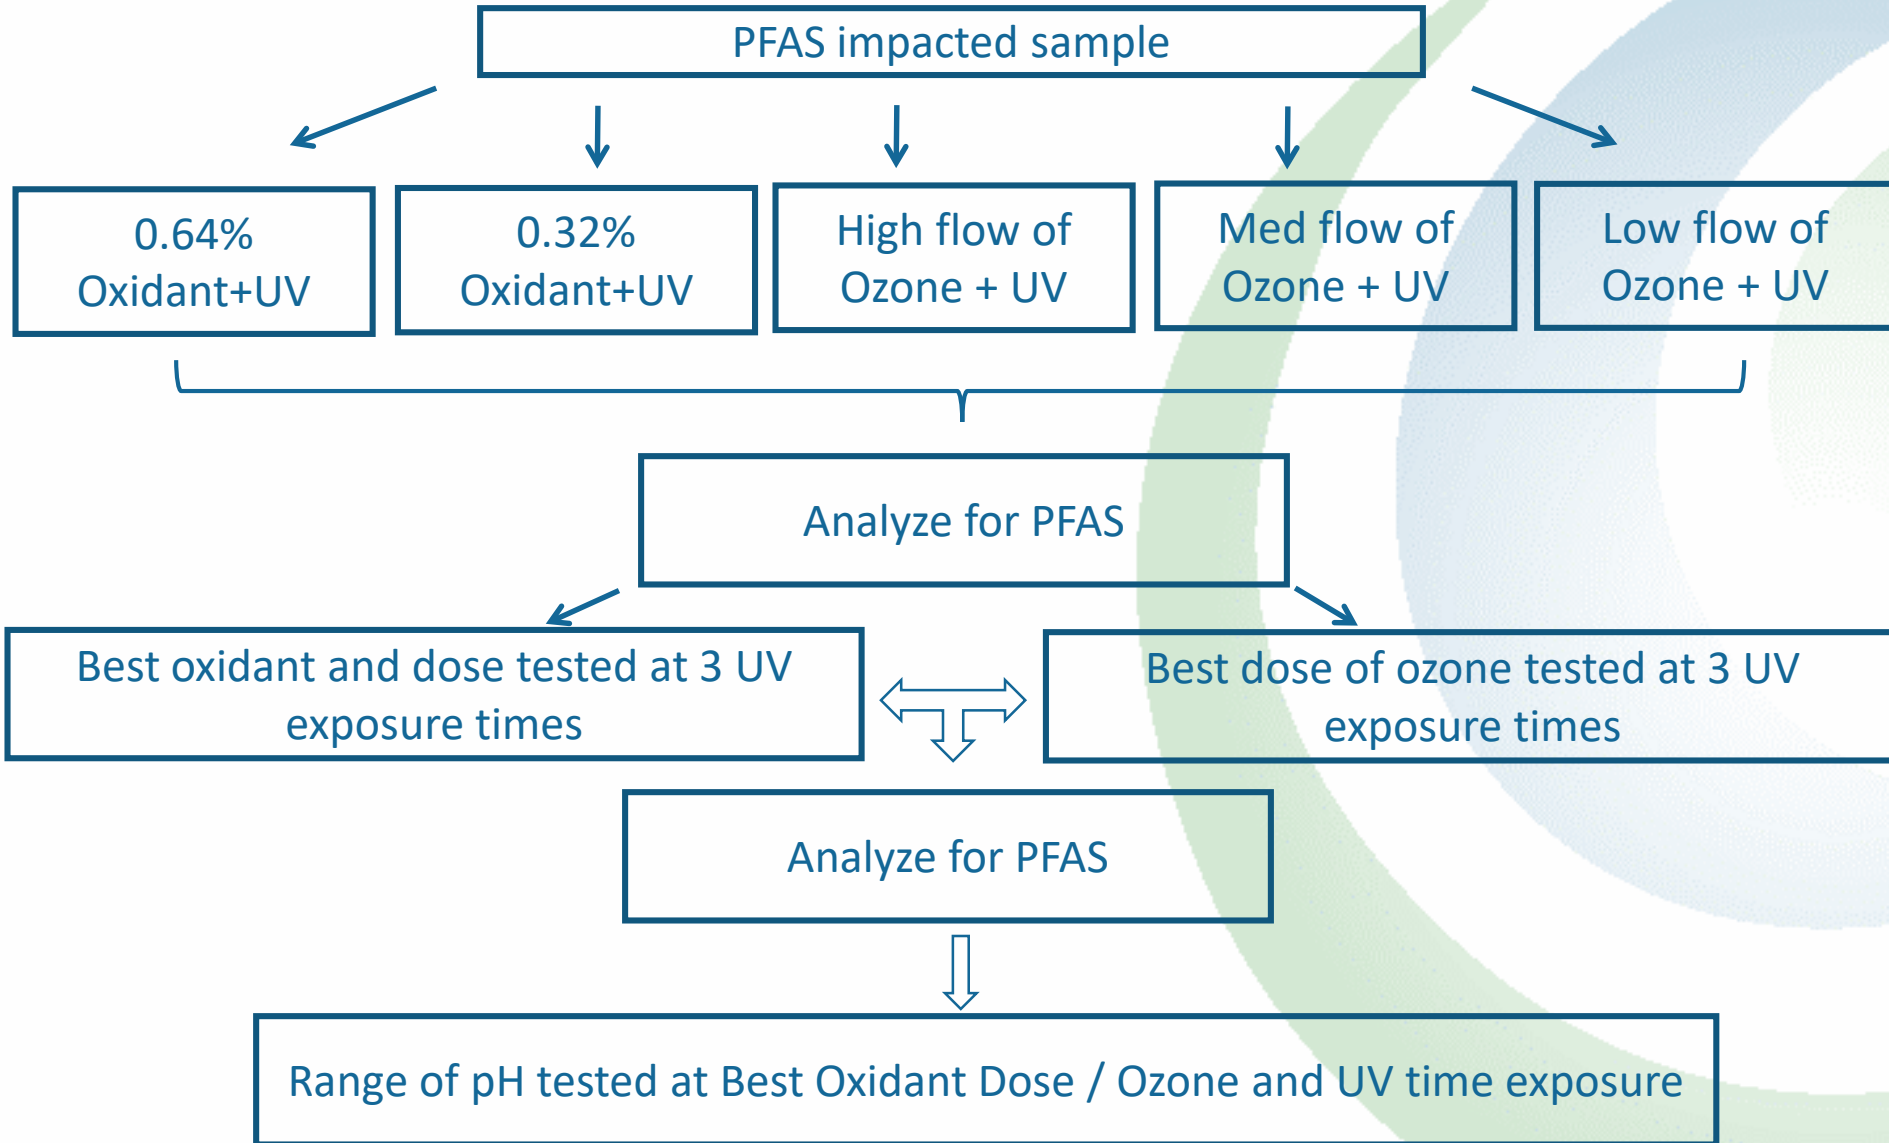 PFAS impacted sample
0.64%
Oxidant+UV
0.32%
Oxidant+UV
High flow of
Ozone + UV
Med flow of
Ozone + UV
Low flow of
Ozone + UV
Analyze for PFAS
Best oxidant and dose tested at 3 UV
exposure times
Best dose of ozone tested at 3 UV
exposure times
Analyze for PFAS
Range of pH tested at Best Oxidant Dose / Ozone and UV time exposure